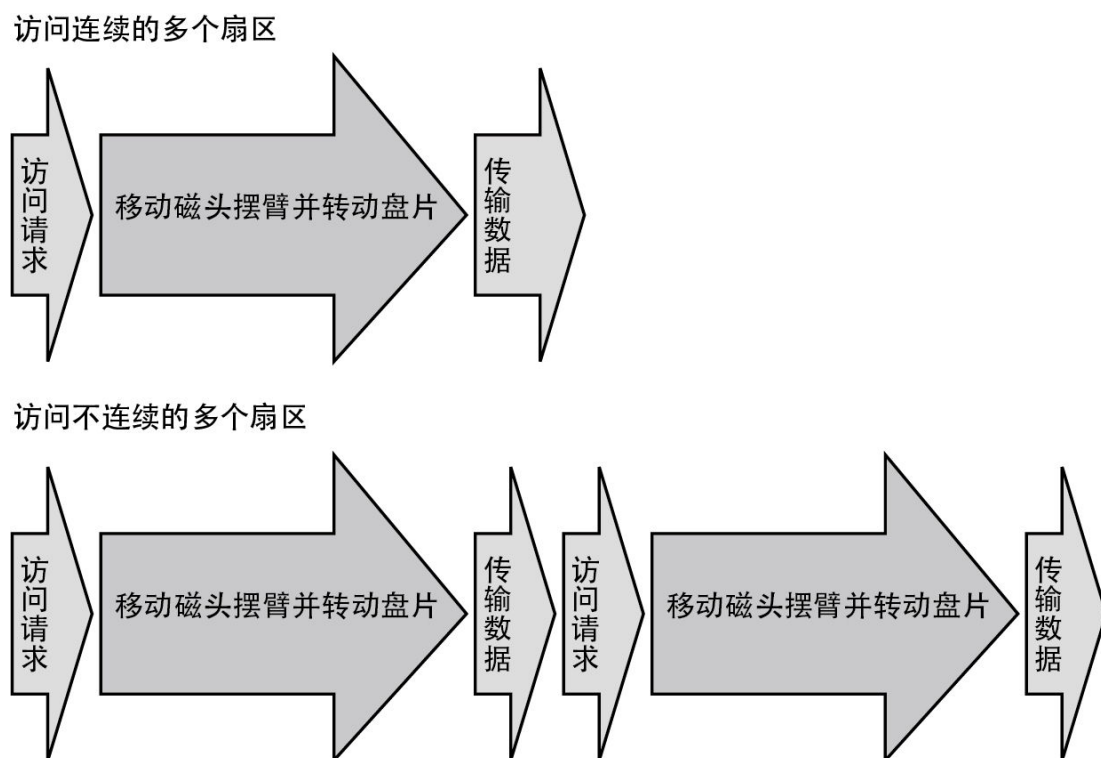 访问连续的多个扇区
访问请求
移动磁头摆臂并转动盘片
传输数据
访问不连续的多个扇区
访问请求
移动磁头摆臂并转动盘片
传输数据
访问请求
移动磁头摆臂并转动盘片
传输数据